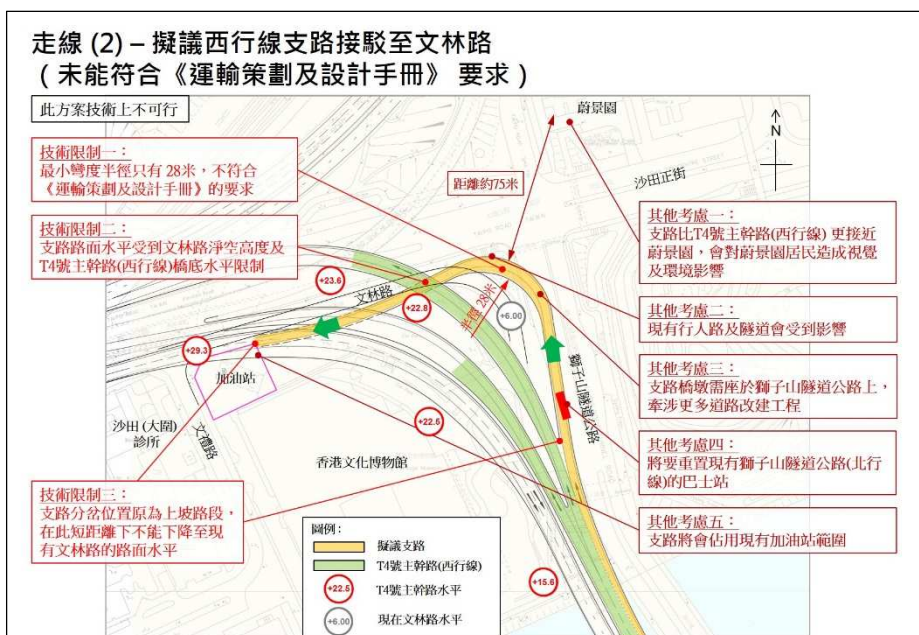 走線 (2) – 擬議西行線支路接駁至文林路
( 未能符合《運輸策劃及設計手冊》 要求 )
此方案技術上不可行
蔚景園
N
技術限制一：
最小彎度半徑只有 28米，不符合
《運輸策劃及設計手冊》的要求
距離約75米
沙田正街
技術限制二：
支路路面水平受到文林路淨空高度及
T4號主幹路(西行線)橋底水平限制
其他考慮一：
支路比T4號主幹路(西行線) 更接近
蔚景園，會對蔚景園居民造成視覺
及環境影響
+23.6
文林路
+22.8
半徑 28米
+6.00
其他考慮二：
現有行人路及隧道會受到影響
+29.3
加油站
獅子山隧道公路
其他考慮三：
支路橋墩需座於獅子山隧道公路上，
牽涉更多道路改建工程
沙田 (大圍)
診所
文禮路
+22.5
香港文化博物館
其他考慮四：
將要重置現有獅子山隧道公路(北行
線)的巴士站
技術限制三：
支路分岔位置原為上坡路段，
在此短距離下不能下降至現
有文林路的路面水平
其他考慮五：
支路將會佔用現有加油站範圍
圖例：
擬議支路
T4號主幹路(西行線)
+22.5
T4號主幹路水平
+15.6
+6.00
現在文林路水平